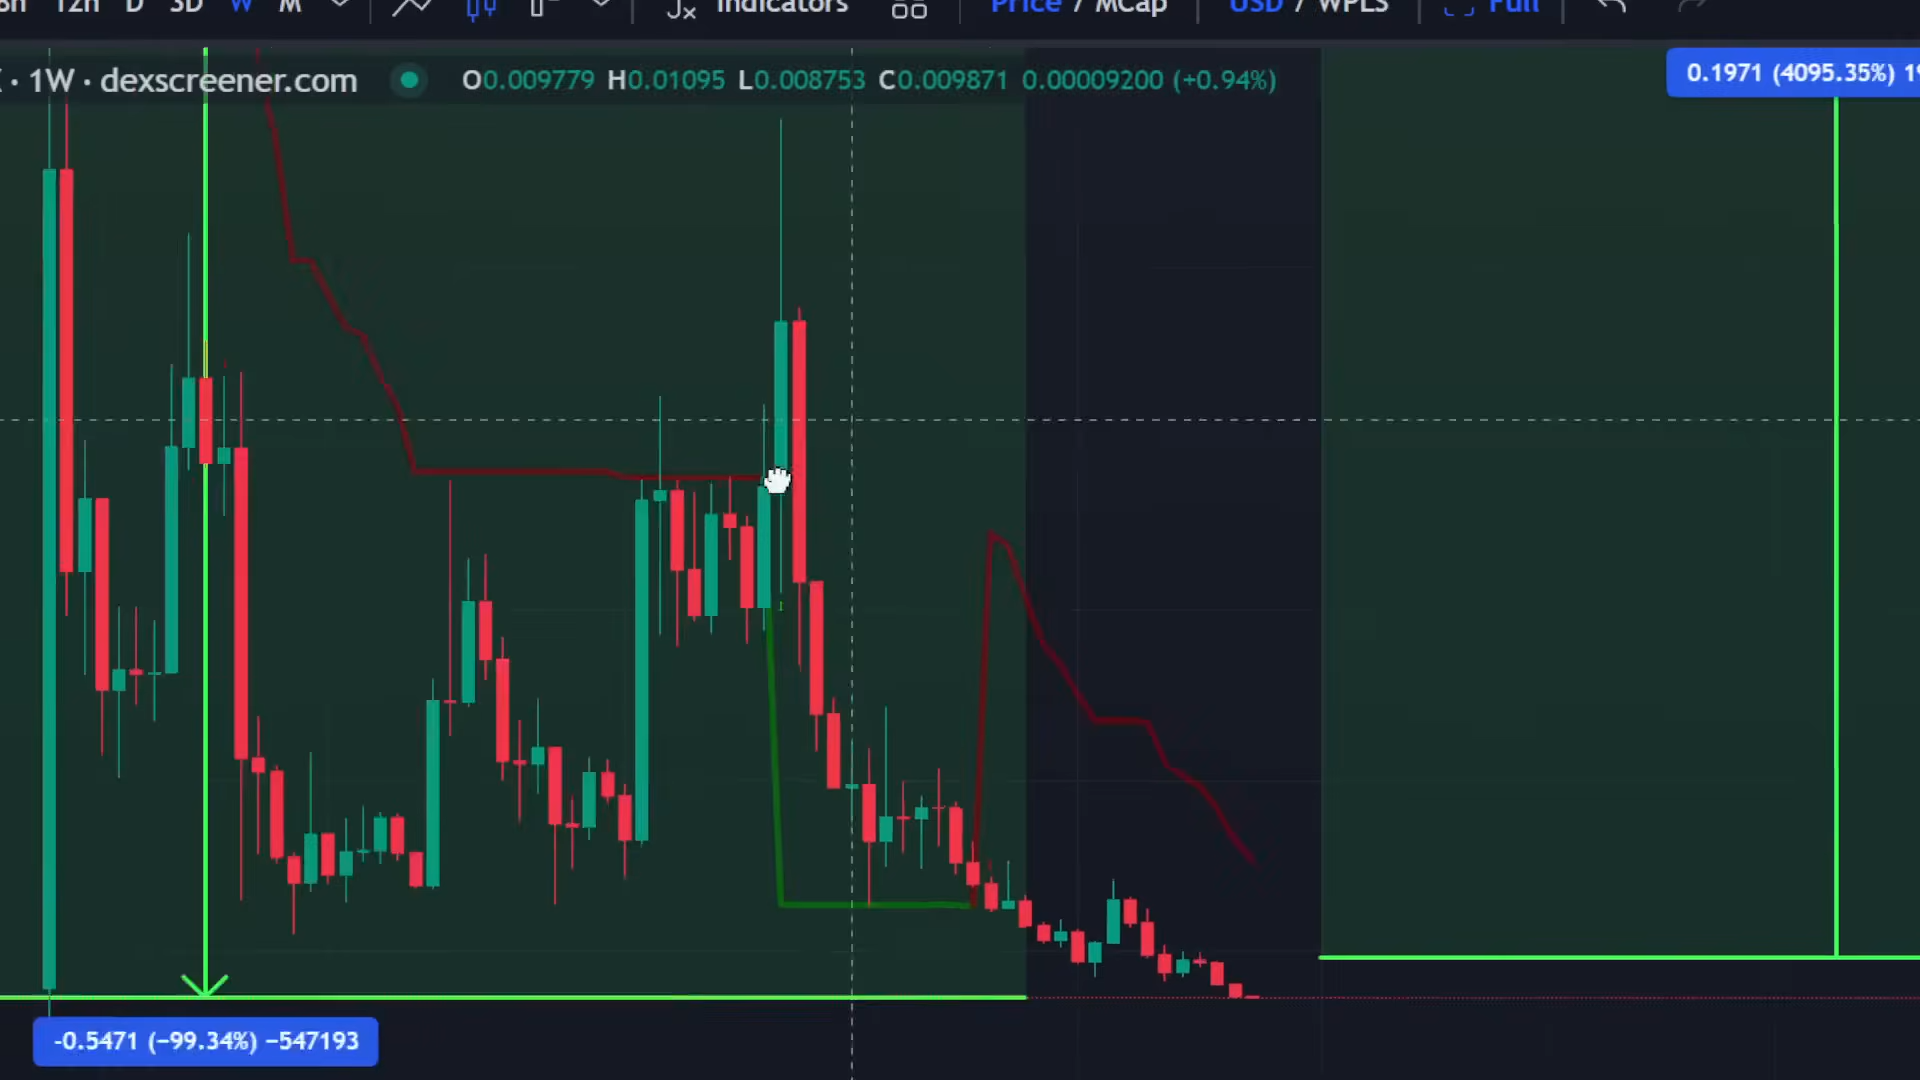 12h D 3D W M Indicators Price / MCap USD / WPLS Full
· 1W · dexscreener.com O0.009779 H0.01095 L0.008753 C0.009871 0.00009200 (+0.94%)
0.1971 (4095.35%)
-0.5471 (−99.34%) −547193